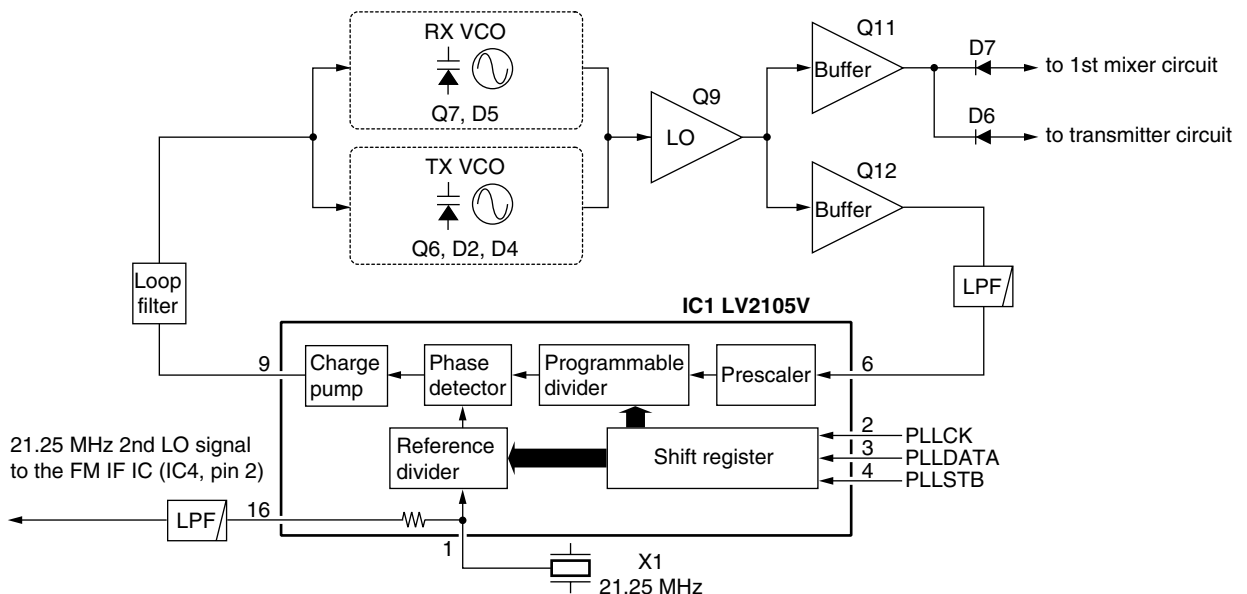 RX VCO
Q7, D5
TX VCO
Q6, D2, D4
Q9
LO
Q11
Buffer
D7
to 1st mixer circuit
D6
to transmitter circuit
Q12
Buffer
LPF
Loop
filter
IC1 LV2105V
9
Charge
pump
Phase
detector
Programmable
divider
Prescaler
6
Reference
divider
Shift register
2
PLLCK
3
PLLDATA
4
PLLSTB
21.25 MHz 2nd LO signal
to the FM IF IC (IC4, pin 2)
LPF
16
1
X1
21.25 MHz